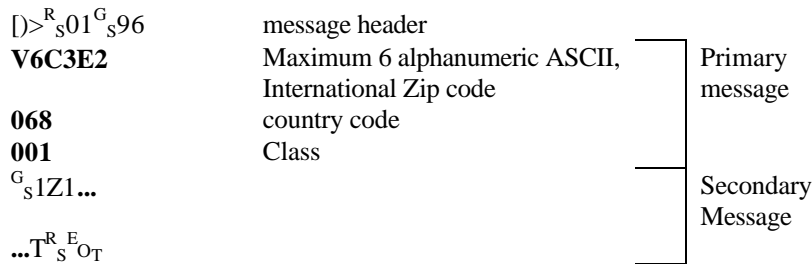 [)>ᴿS01ᴳS96 message header
V6C3E2 Maximum 6 alphanumeric ASCII,
International Zip code
068 country code
001 Class
ᴳS1Z1...
...TᴿSᴱOT
Primary
message
Secondary
Message